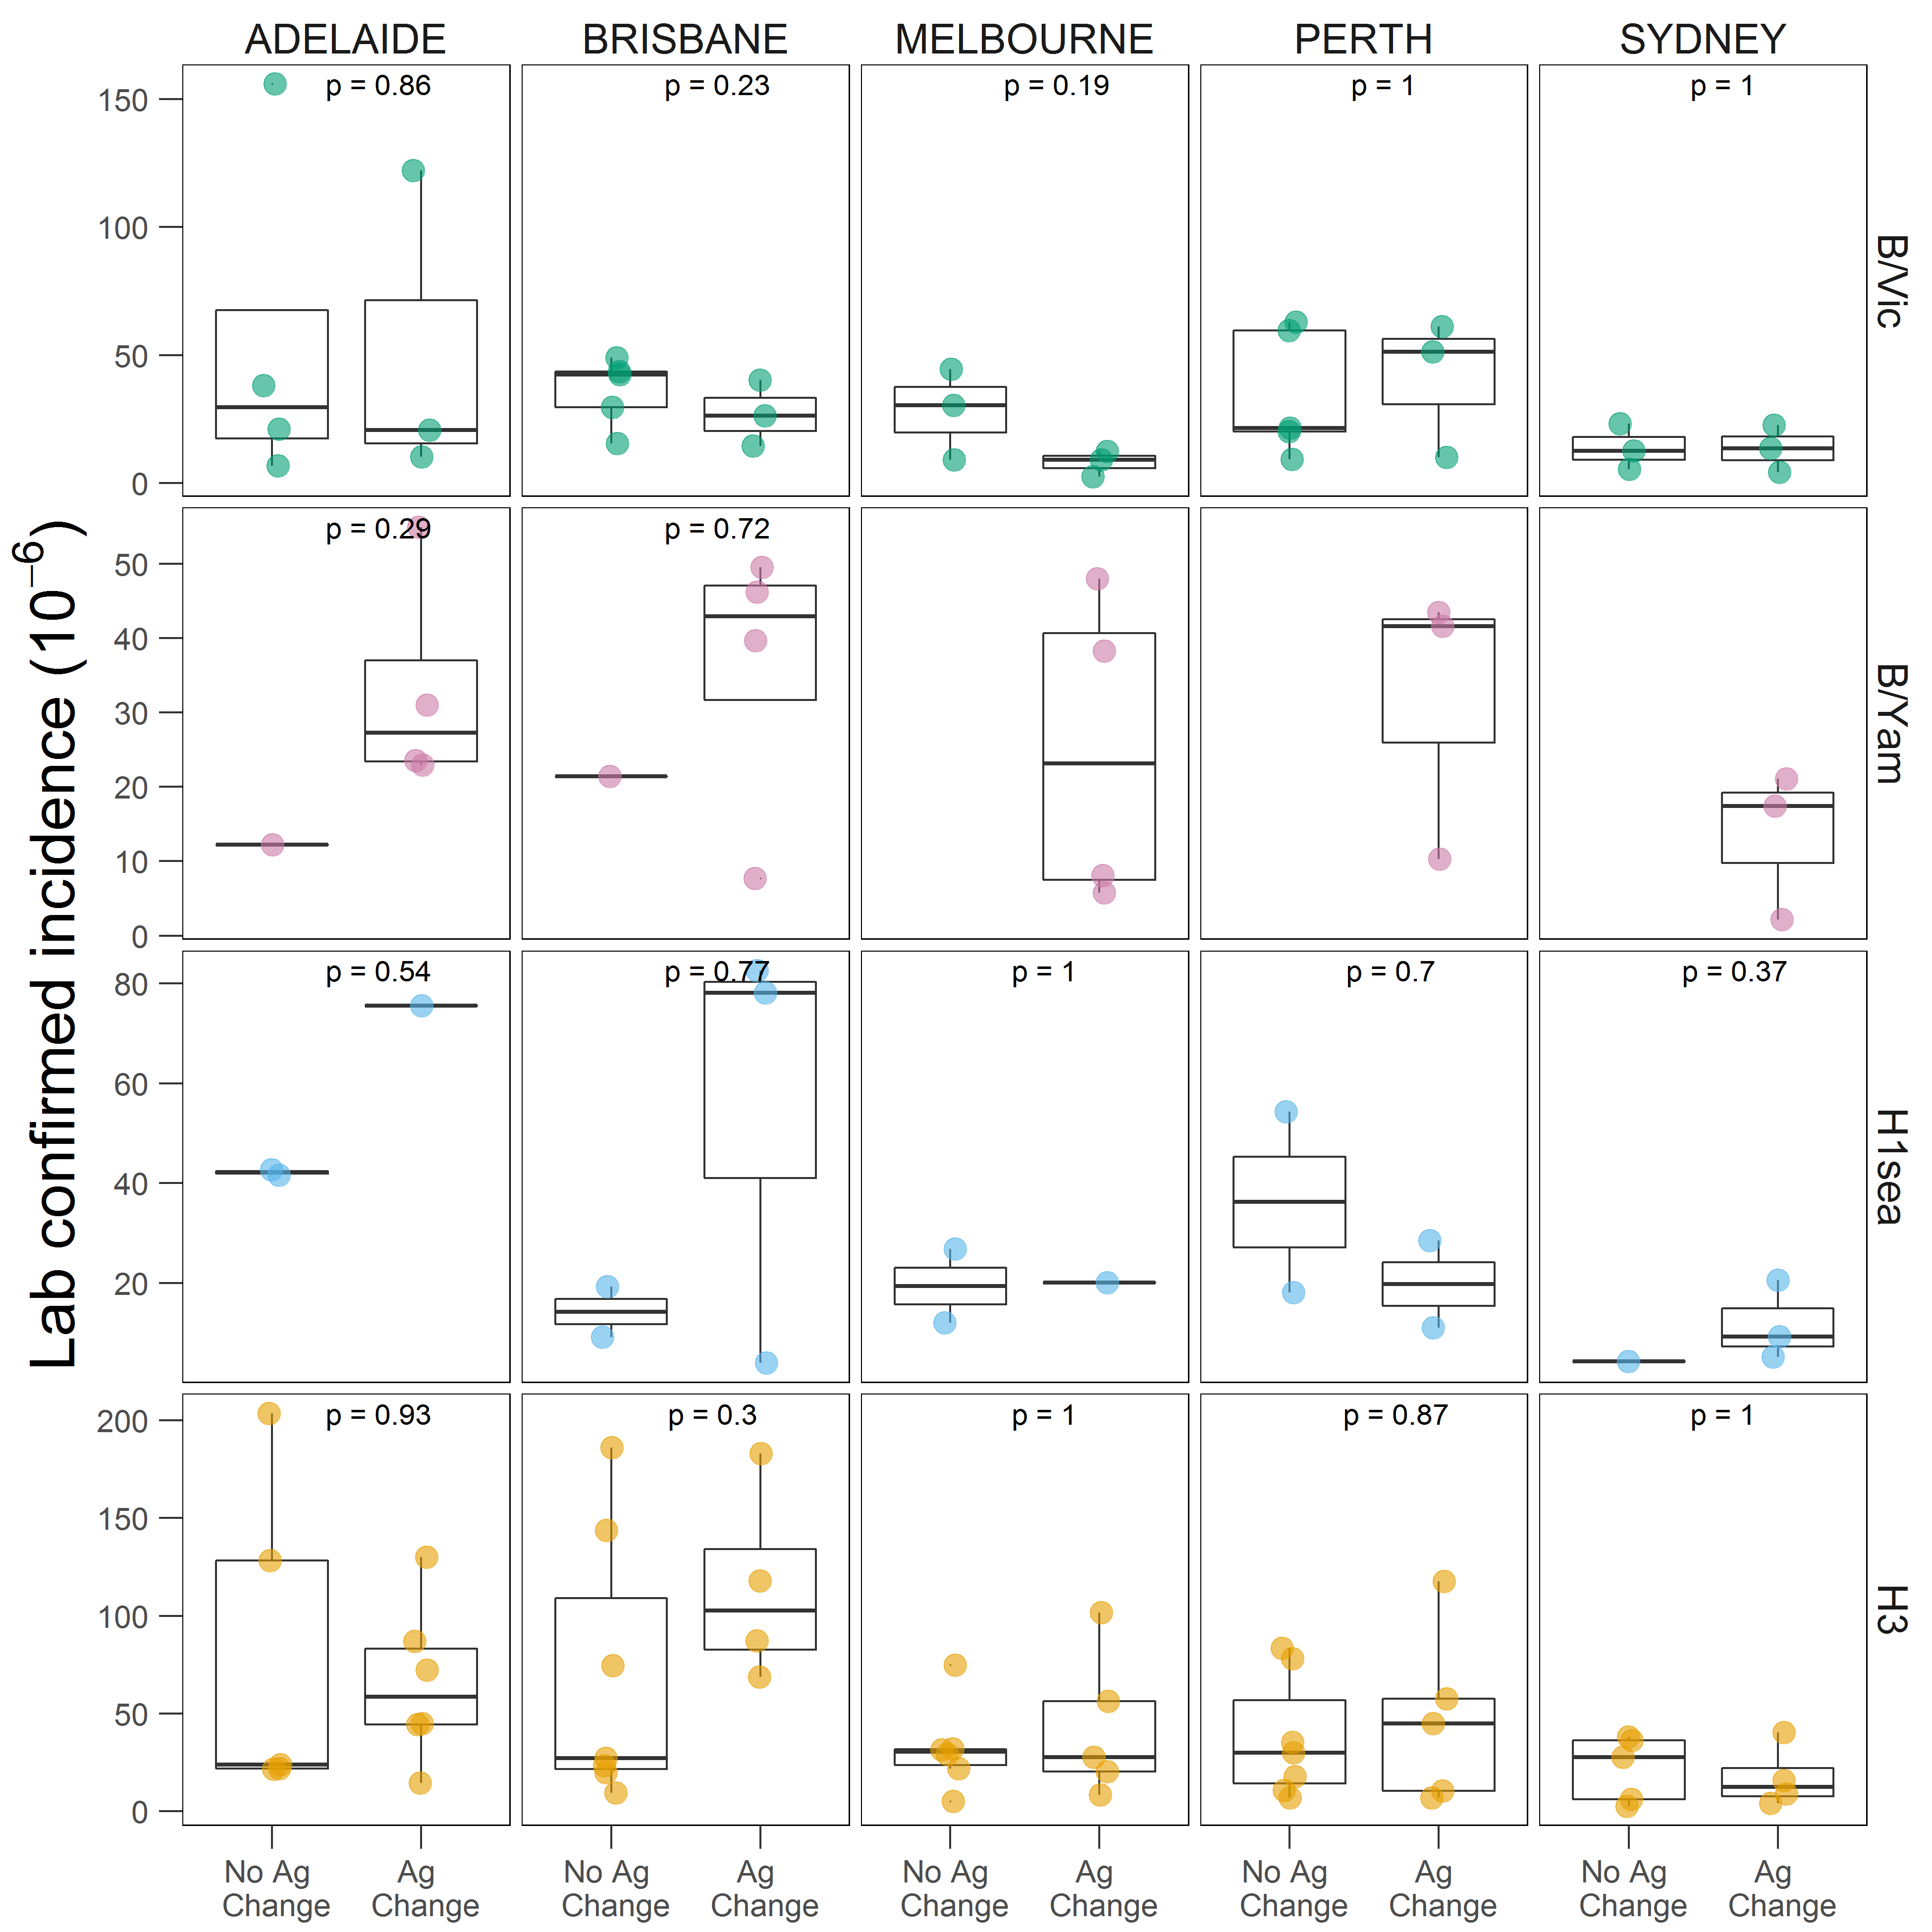 ADELAIDE BRISBANE MELBOURNE PERTH SYDNEY
Lab confirmed incidence (10⁻⁶)
p = 0.86 p = 0.23 p = 0.19 p = 1 p = 1
150
100
50
0
B/Vic
p = 0.29 p = 0.72
50
40
30
20
10
0
B/Yam
p = 0.54 p = 0.77 p = 1 p = 0.7 p = 0.37
80
60
40
20
H1sea
p = 0.93 p = 0.3 p = 1 p = 0.87 p = 1
200
150
100
50
0
H3
No Ag Ag No Ag Ag No Ag Ag No Ag Ag No Ag Ag
Change Change Change Change Change Change Change Change Change Change